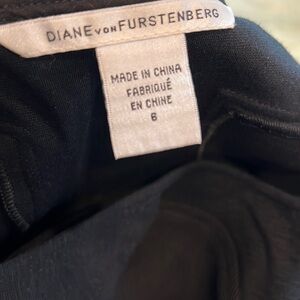 DIANE VON FURSTENBERG
MADE IN CHINA
FABRIQUÉ
EN CHINE
6